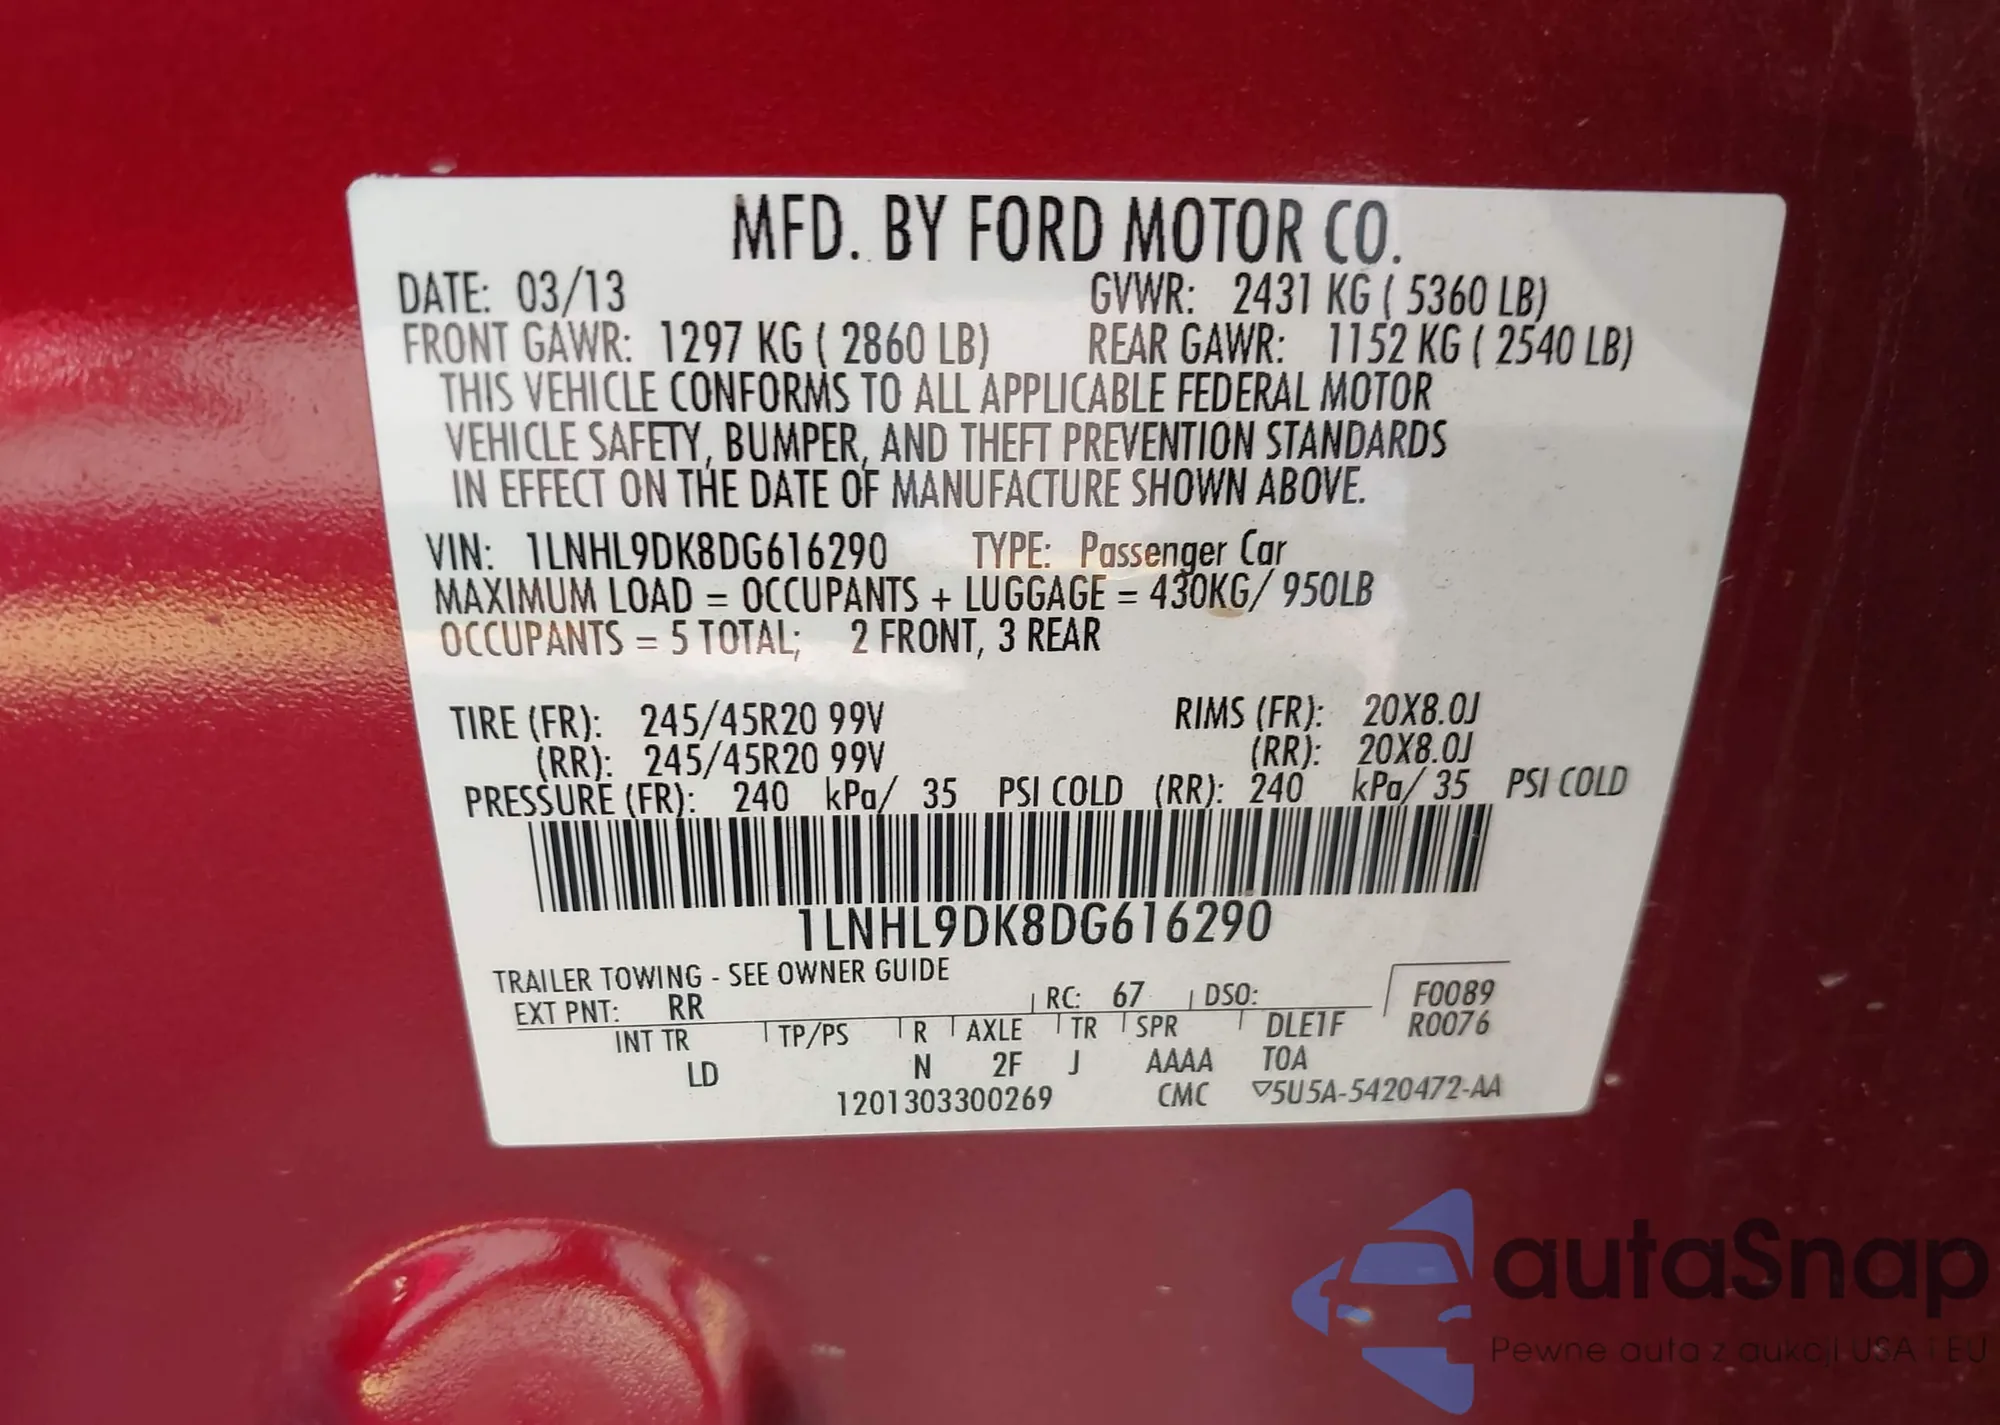 MFD. BY FORD MOTOR CO.
DATE: 03/13 GVWR: 2431 KG ( 5360 LB)
FRONT GAWR: 1297 KG ( 2860 LB) REAR GAWR: 1152 KG ( 2540 LB)
THIS VEHICLE CONFORMS TO ALL APPLICABLE FEDERAL MOTOR
VEHICLE SAFETY, BUMPER, AND THEFT PREVENTION STANDARDS
IN EFFECT ON THE DATE OF MANUFACTURE SHOWN ABOVE.
VIN: 1LNHL9DK8DG616290 TYPE: Passenger Car
MAXIMUM LOAD = OCCUPANTS + LUGGAGE = 430KG/ 950LB
OCCUPANTS = 5 TOTAL; 2 FRONT, 3 REAR
TIRE (FR): 245/45R20 99V RIMS (FR): 20X8.0J
(RR): 245/45R20 99V (RR): 20X8.0J
PRESSURE (FR): 240 kPa/ 35 PSI COLD (RR): 240 kPa/ 35 PSI COLD
1LNHL9DK8DG616290
TRAILER TOWING - SEE OWNER GUIDE
EXT PNT: RR RC: 67 DSO: F0089
INT TR TP/PS R AXLE TR SPR DLE1F R0076
LD N 2F J AAAA T0A
1201303300269 CMC ▽5U5A-5420472-AA
autaSnap
Pewne auta z aukcji USA i EU